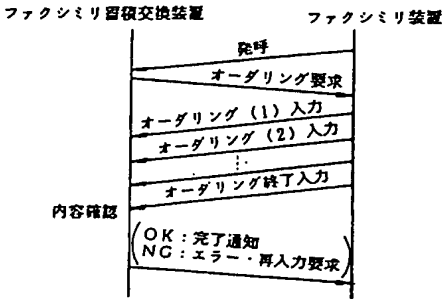 ファクシミリ蓄積交換装置
ファクシミリ装置
発呼
オーダリング要求
オーダリング（1）入力
オーダリング（2）入力
オーダリング終了入力
内容確認
OK：完了通知
NG：エラー・再入力要求